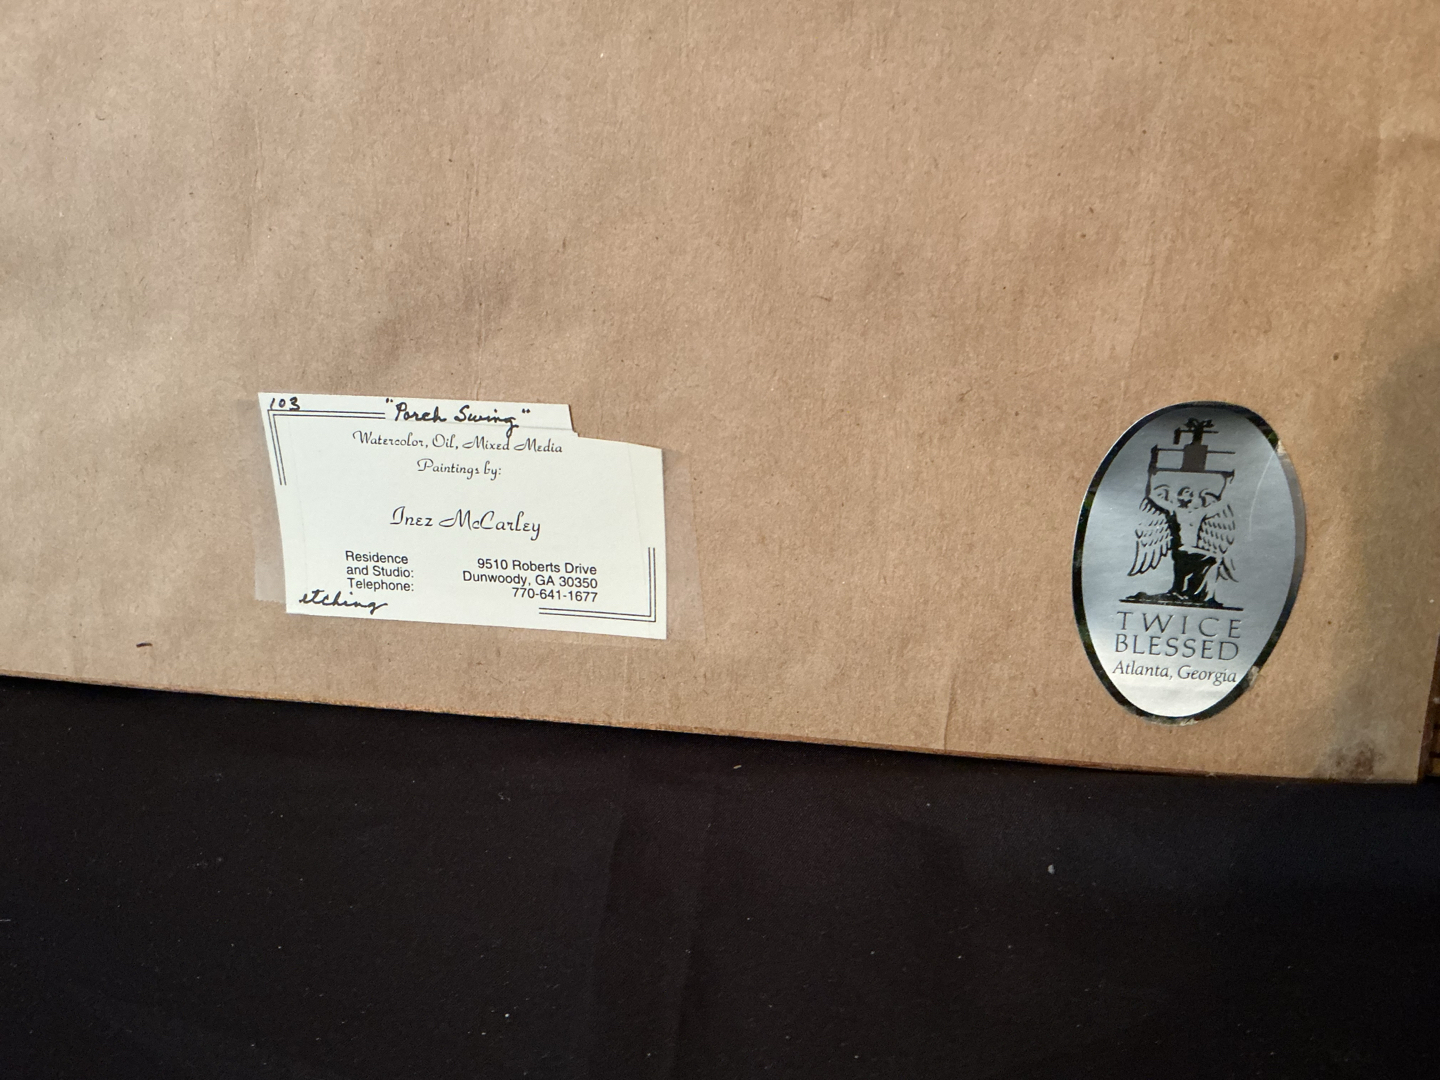 103 "Porch Swing"
Watercolor, Oil, Mixed Media
Paintings by:
Inez McCarley
Residence
and Studio:
Telephone:
9510 Roberts Drive
Dunwoody, GA 30350
770-641-1677
etching
TWICE
BLESSED
Atlanta, Georgia